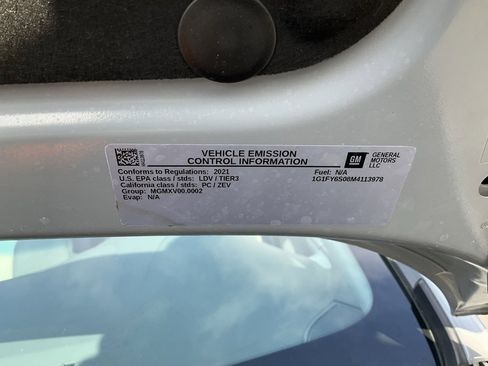 VEHICLE EMISSION
CONTROL INFORMATION
GM
GENERAL
MOTORS
LLC
Conforms to Regulations: 2021
Fuel: N/A
U.S. EPA class / stds: LDV / TIER3
1G1FY6S08M4113978
California class / stds: PC / ZEV
Group: MGMXV00.0002
Evap: N/A